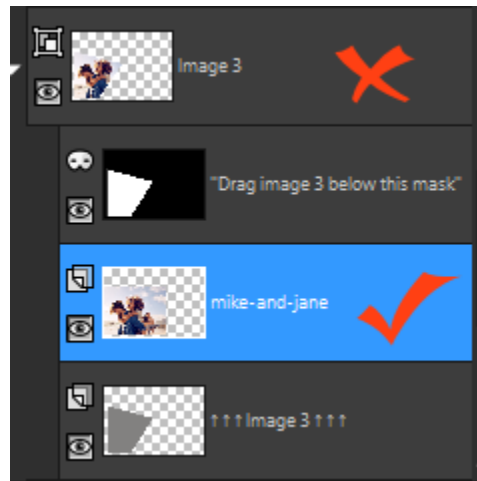 Image 3
"Drag image 3 below this mask"
mike-and-jane
↑↑↑Image 3↑↑↑